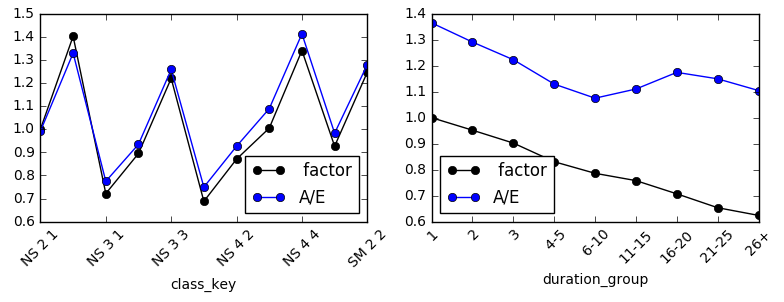 1.5
1.4
1.3
1.2
1.1
1.0
0.9
0.8
0.7
0.6
factor
A/E
NS 2 1
NS 3 1
NS 3 3
NS 4 2
NS 4 4
SM 2 2
class_key
1.4
1.3
1.2
1.1
1.0
0.9
0.8
0.7
0.6
factor
A/E
1
2
3
4-5
6-10
11-15
16-20
21-25
26+
duration_group